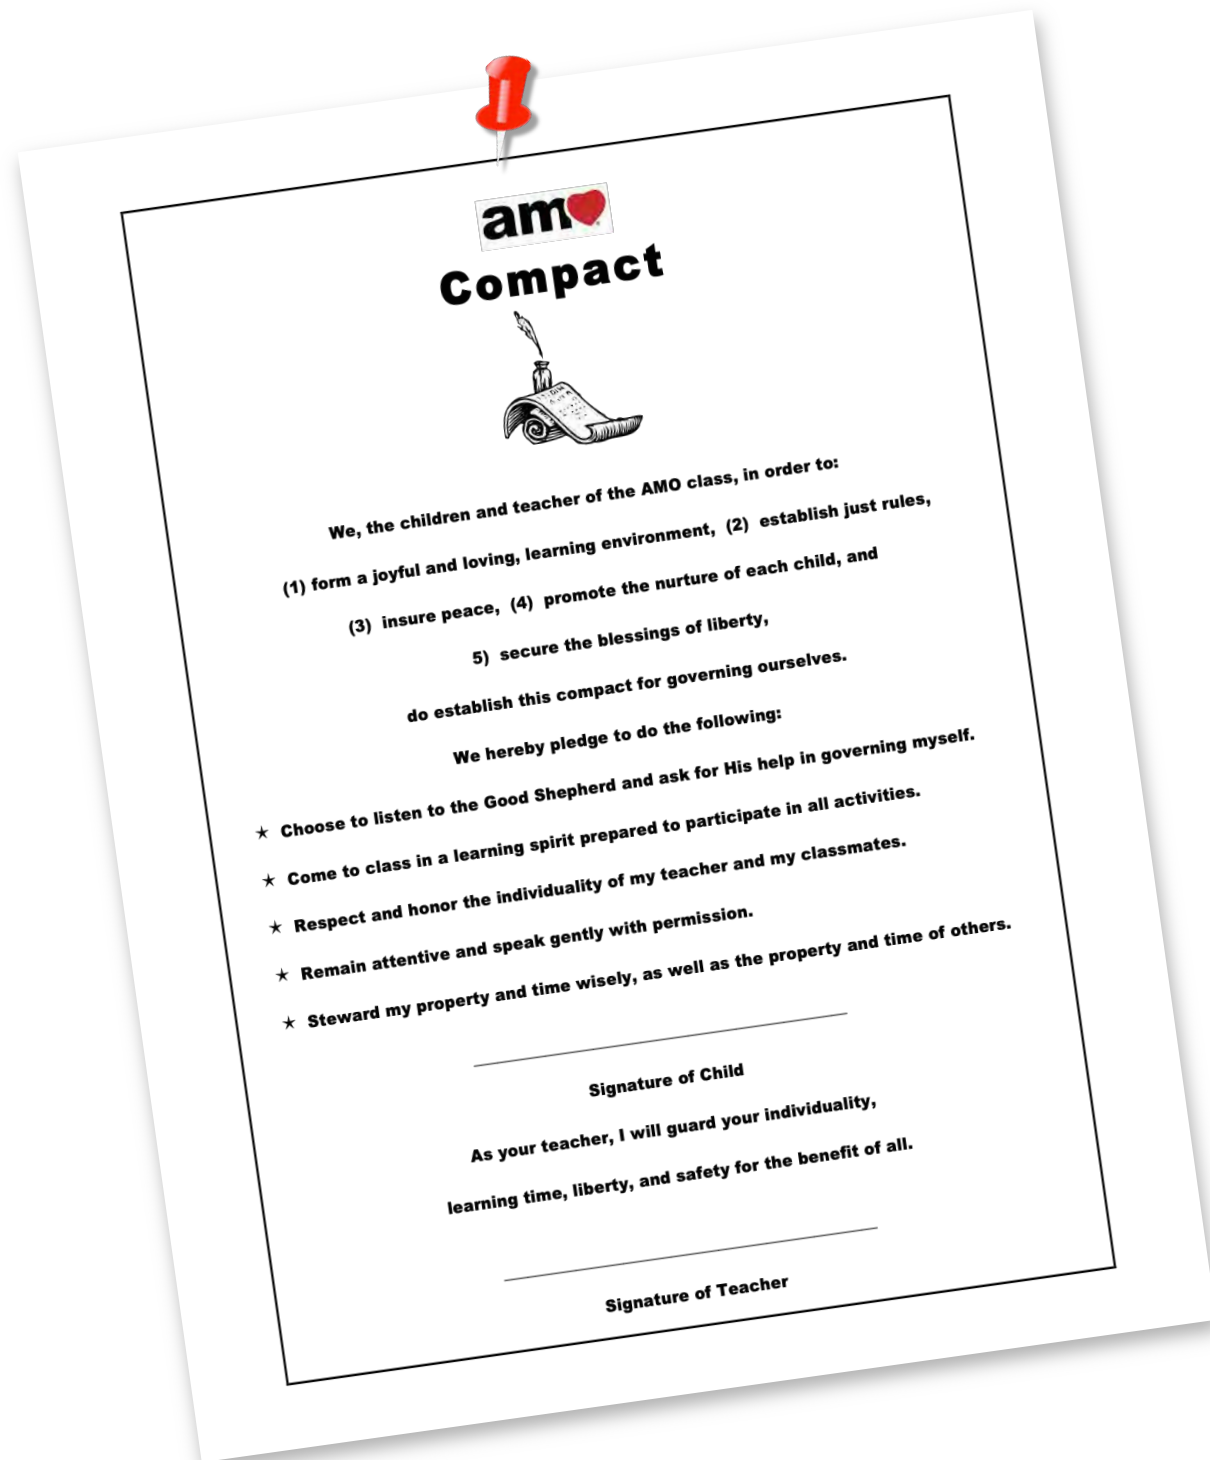 am
Compact
We, the children and teacher of the AMO class, in order to:
(1) form a joyful and loving, learning environment, (2) establish just rules,
(3) insure peace, (4) promote the nurture of each child, and
5) secure the blessings of liberty,
do establish this compact for governing ourselves.
We hereby pledge to do the following:
★ Choose to listen to the Good Shepherd and ask for His help in governing myself.
★ Come to class in a learning spirit prepared to participate in all activities.
★ Respect and honor the individuality of my teacher and my classmates.
★ Remain attentive and speak gently with permission.
★ Steward my property and time wisely, as well as the property and time of others.
Signature of Child
As your teacher, I will guard your individuality,
learning time, liberty, and safety for the benefit of all.
Signature of Teacher